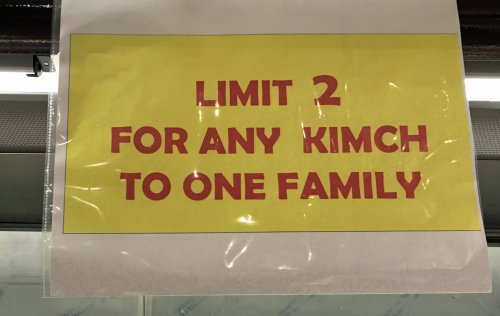 LIMIT 2
FOR ANY KIMCH
TO ONE FAMILY